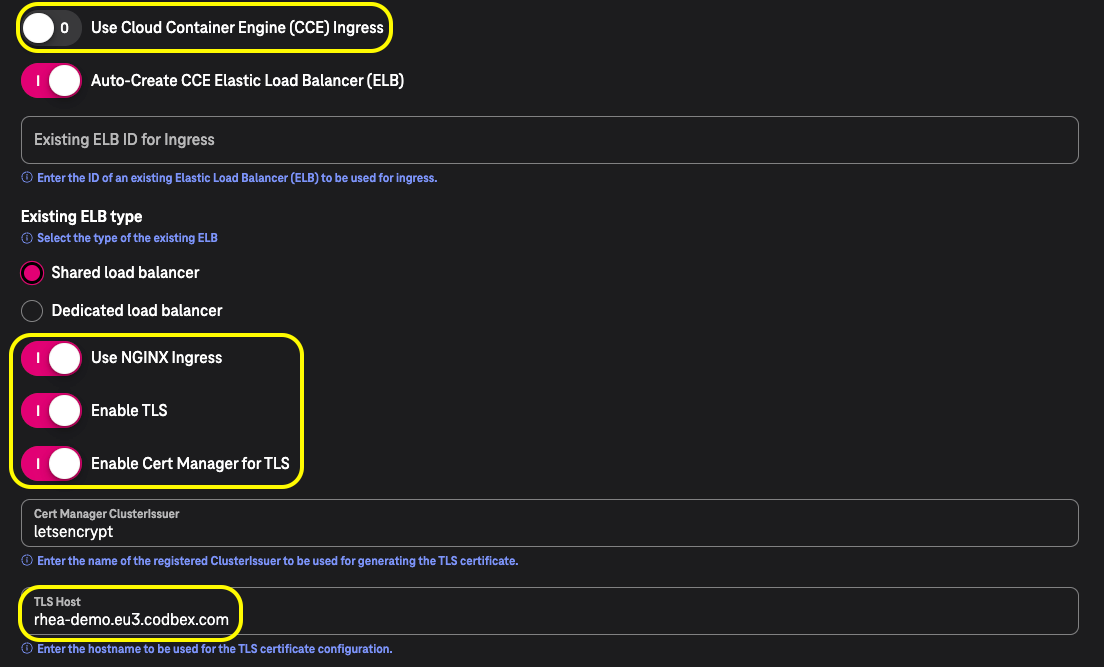 0 Use Cloud Container Engine (CCE) Ingress
I Auto-Create CCE Elastic Load Balancer (ELB)
Existing ELB ID for Ingress
Enter the ID of an existing Elastic Load Balancer (ELB) to be used for ingress.
Existing ELB type
Select the type of the existing ELB
Shared load balancer
Dedicated load balancer
I Use NGINX Ingress
I Enable TLS
I Enable Cert Manager for TLS
Cert Manager ClusterIssuer
letsencrypt
Enter the name of the registered ClusterIssuer to be used for generating the TLS certificate.
TLS Host
rhea-demo.eu3.codbex.com
Enter the hostname to be used for the TLS certificate configuration.